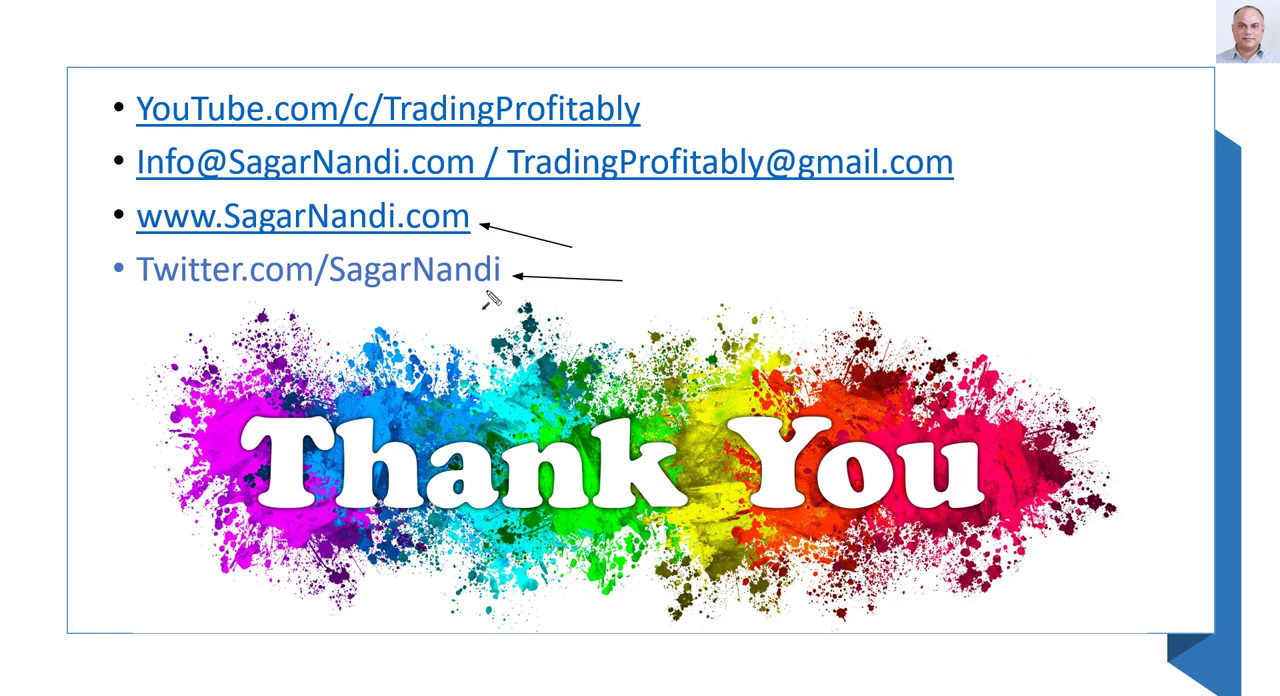 • YouTube.com/c/TradingProfitably
• Info@SagarNandi.com / TradingProfitably@gmail.com
• www.SagarNandi.com
• Twitter.com/SagarNandi
Thank You